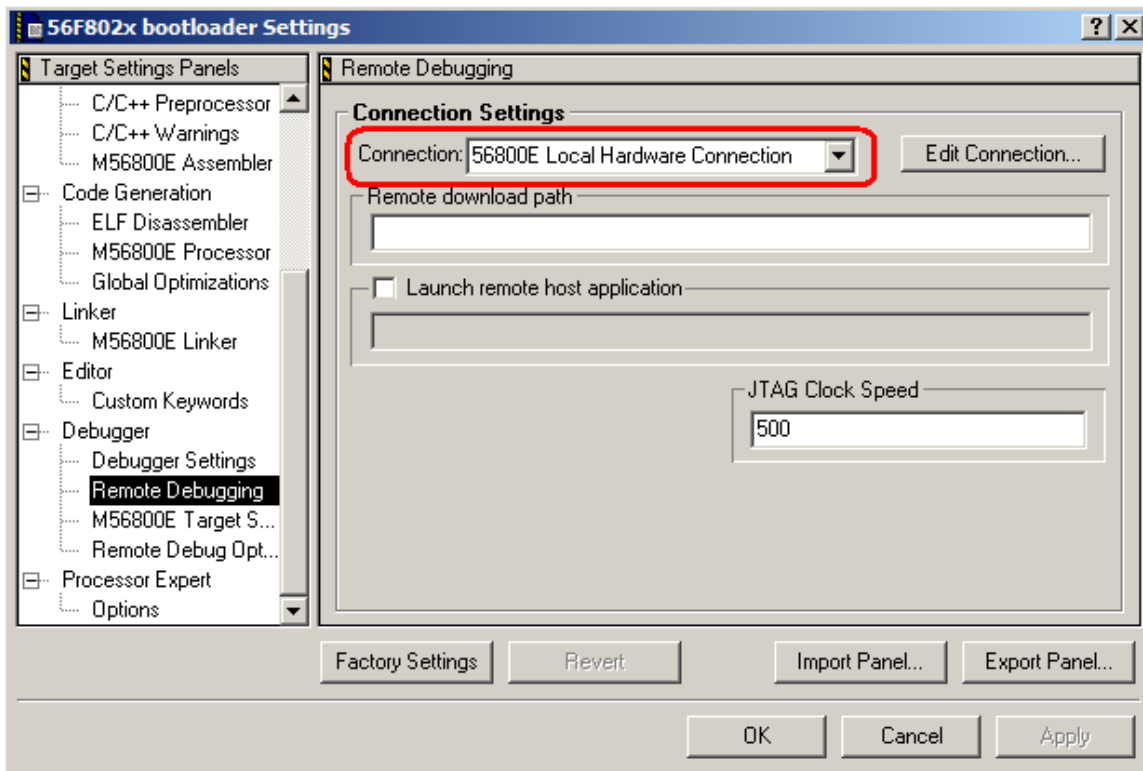 56F802x bootloader Settings
? X
Target Settings Panels
C/C++ Preprocessor
C/C++ Warnings
M56800E Assembler
Code Generation
ELF Disassembler
M56800E Processor
Global Optimizations
Linker
M56800E Linker
Editor
Custom Keywords
Debugger
Debugger Settings
Remote Debugging
M56800E Target S...
Remote Debug Opt...
Processor Expert
Options
Remote Debugging
Connection Settings
Connection: 56800E Local Hardware Connection Edit Connection...
Remote download path
Launch remote host application
JTAG Clock Speed
500
Factory Settings Revert Import Panel... Export Panel...
OK Cancel Apply